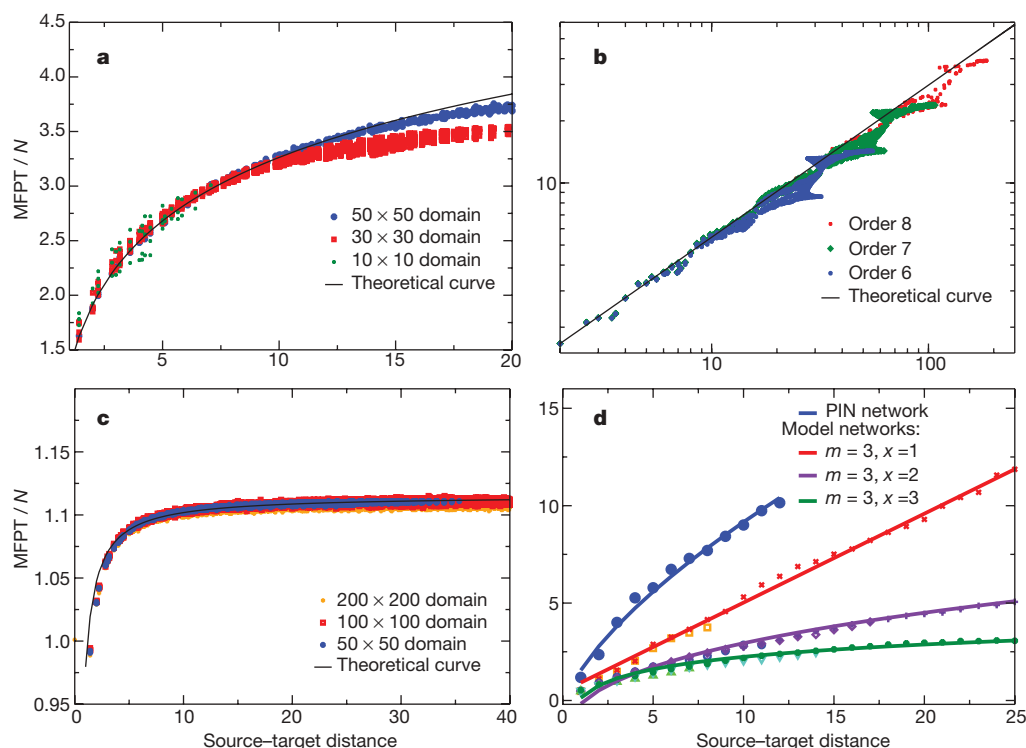 a
MFPT / N
4.5
4.0
3.5
3.0
2.5
2.0
1.5
50 × 50 domain
30 × 30 domain
10 × 10 domain
Theoretical curve
5
10
15
20
b
MFPT / N
10
Order 8
Order 7
Order 6
Theoretical curve
10
100
c
MFPT / N
1.15
1.10
1.05
1.0
0.95
200 × 200 domain
100 × 100 domain
50 × 50 domain
Theoretical curve
0
10
20
30
40
Source–target distance
d
15
10
5
0
PIN network
Model networks:
m = 3, x =1
m = 3, x =2
m = 3, x =3
0
5
10
15
20
25
Source–target distance